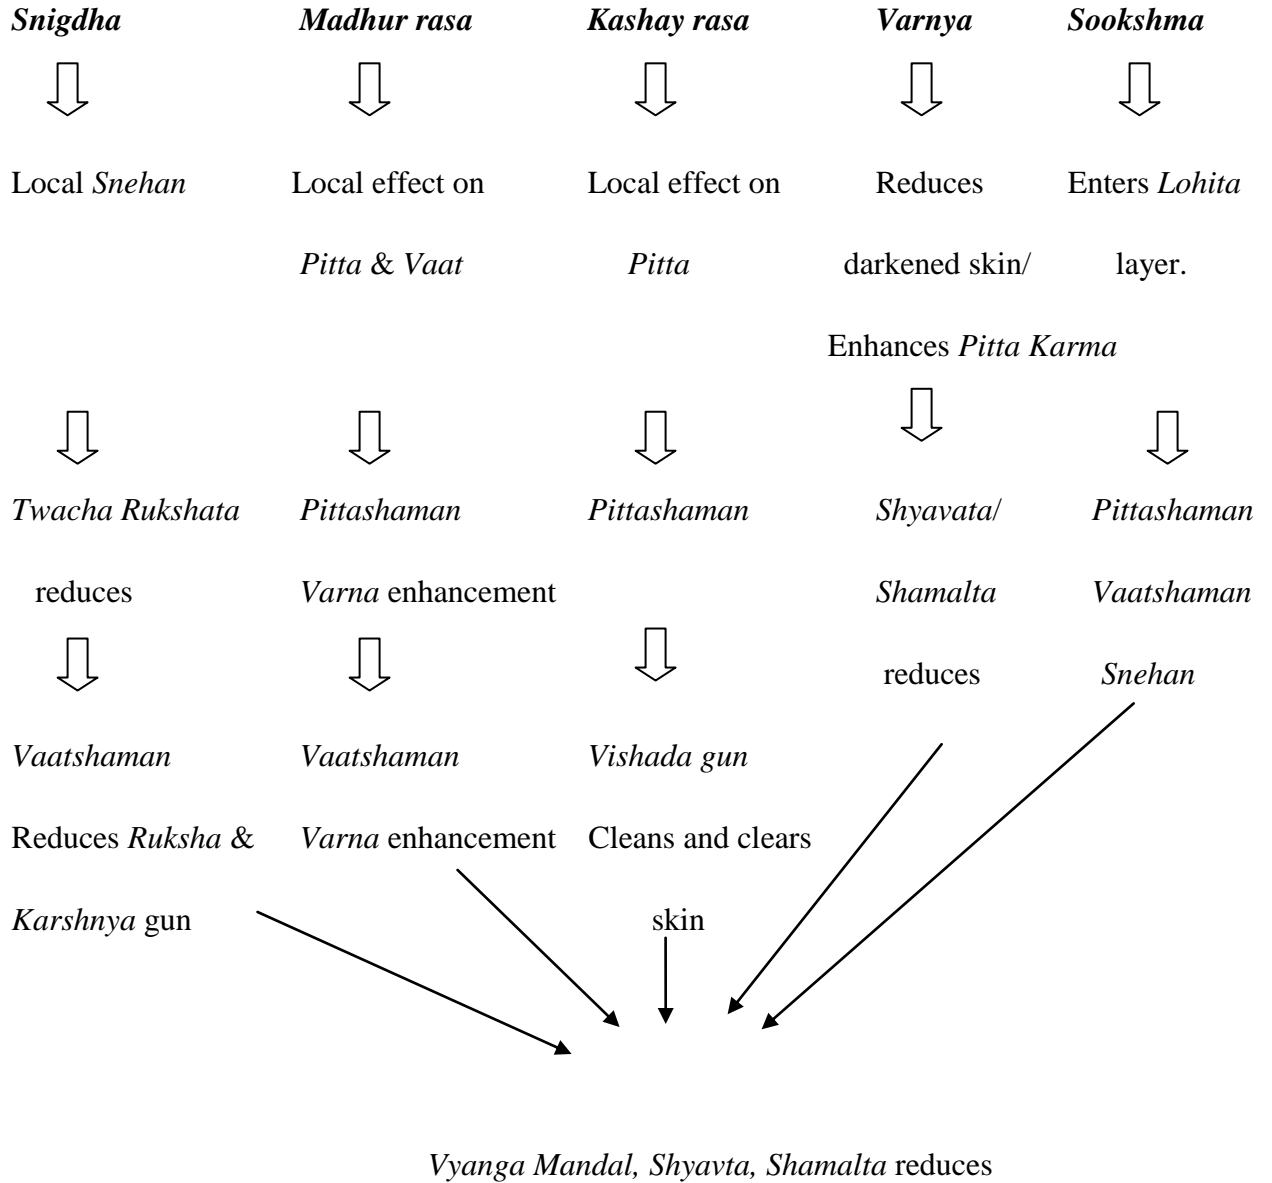 Snigdha Madhur rasa Kashay rasa Varnya Sookshma
Local Snehan Local effect on Local effect on Reduces Enters Lohita
Pitta & Vaat Pitta darkened skin/ layer.
Enhances Pitta Karma
Twacha Rukshata Pittashaman Pittashaman Shyavata/ Pittashaman
reduces Varna enhancement Shamalta Vaatshaman
reduces Snehan
Vaatshaman Vaatshaman Vishada gun
Reduces Ruksha & Varna enhancement Cleans and clears
Karshnya gun skin
Vyanga Mandal, Shyavta, Shamalta reduces